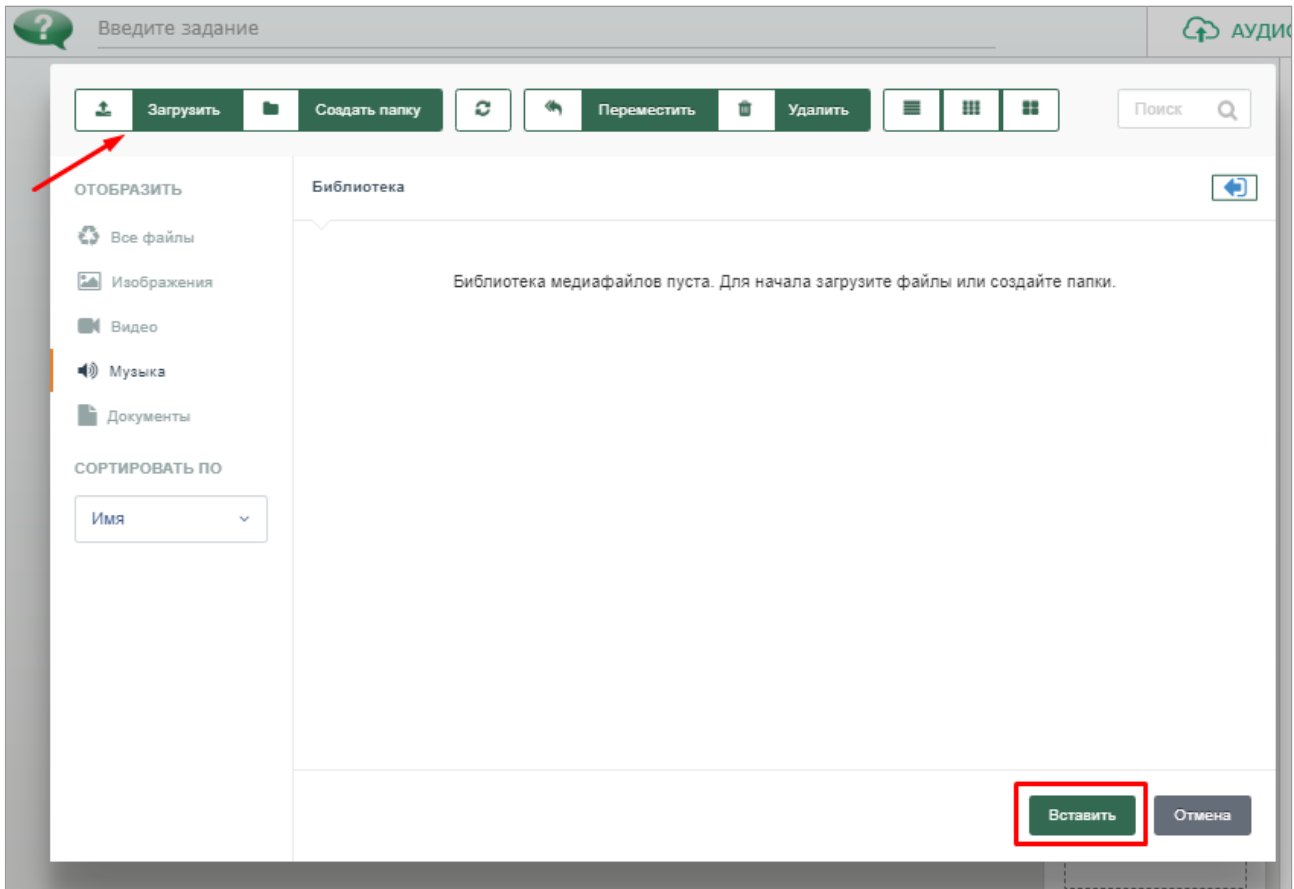 Введите задание
АУДИО
Загрузить Создать папку Переместить Удалить Поиск
ОТОБРАЗИТЬ
Библиотека
Все файлы
Изображения
Библиотека медиафайлов пуста. Для начала загрузите файлы или создайте папки.
Видео
Музыка
Документы
СОРТИРОВАТЬ ПО
Имя
Вставить Отмена